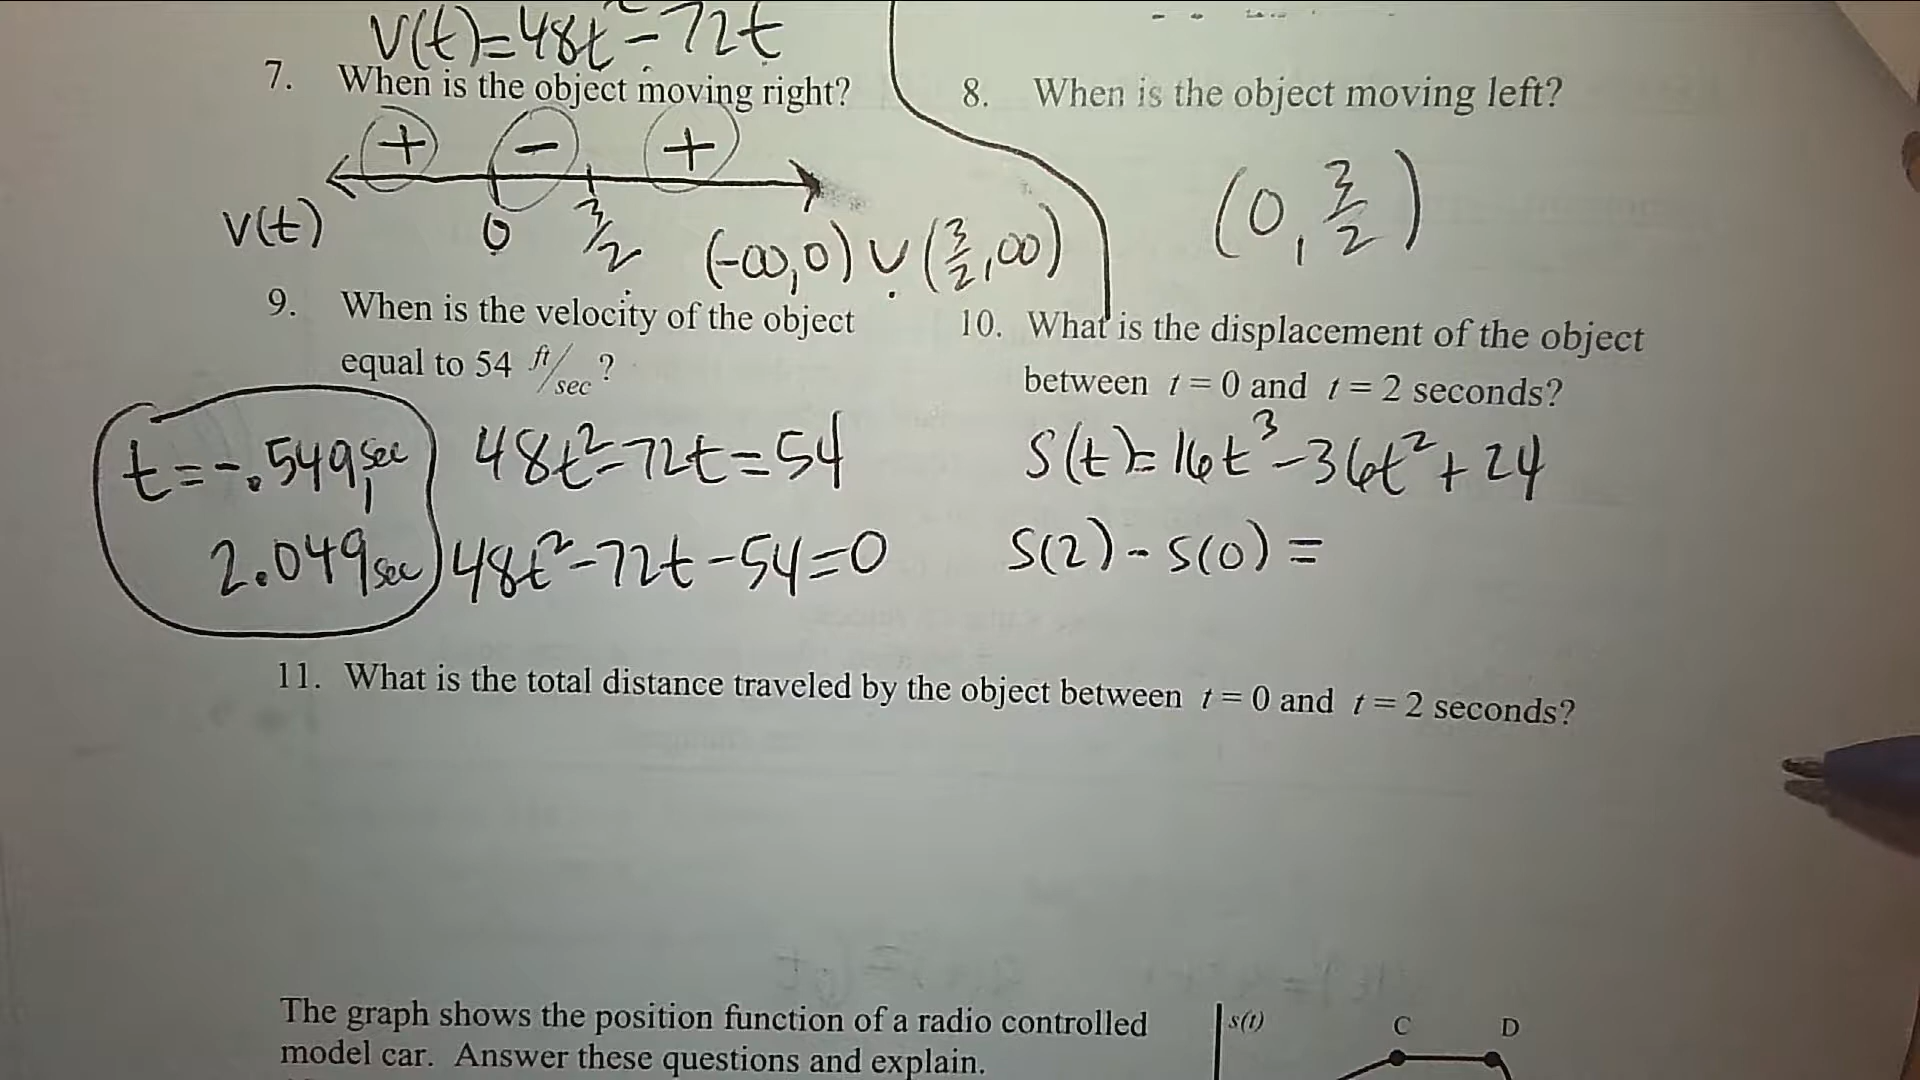 v(t)=48t²-72t
7. When is the object moving right?
+ - +
v(t) 0 3/2 (-∞,0) ∪ (3/2,∞)
8. When is the object moving left?
(0, 3/2)
9. When is the velocity of the object
equal to 54 ft/sec ?
t=-.549sec, 48t²-72t=54
2.049sec 48t²-72t-54=0
10. What is the displacement of the object
between t = 0 and t = 2 seconds?
s(t)=16t³-36t²+24
s(2)-s(0)=
11. What is the total distance traveled by the object between t = 0 and t = 2 seconds?
The graph shows the position function of a radio controlled
model car. Answer these questions and explain.
s(t) C D